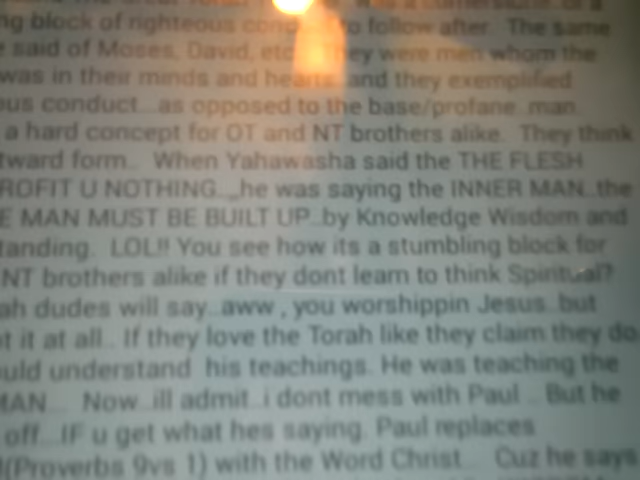 ng block of righteous to follow after. The same
e said of Moses, David, etc They were men whom the
was in their minds and hearts and they exemplified
ous conduct...as opposed to the base/profane man.
a hard concept for OT and NT brothers alike. They think
tward form... When Yahawasha said the THE FLESH
ROFIT U NOTHING...he was saying the INNER MAN..the
E MAN MUST BE BUILT UP..by Knowledge Wisdom and
tanding. LOL!! You see how its a stumbling block for
NT brothers alike if they dont learn to think Spiritual?
ah dudes will say..aww , you worshippin Jesus..but
t it at all.. If they love the Torah like they claim they do
uld understand his teachings. He was teaching the
MAN.... Now..ill admit..i dont mess with Paul... But he
off...IF u get what hes saying. Paul replaces
(Proverbs 9vs 1) with the Word Christ.... Cuz he says